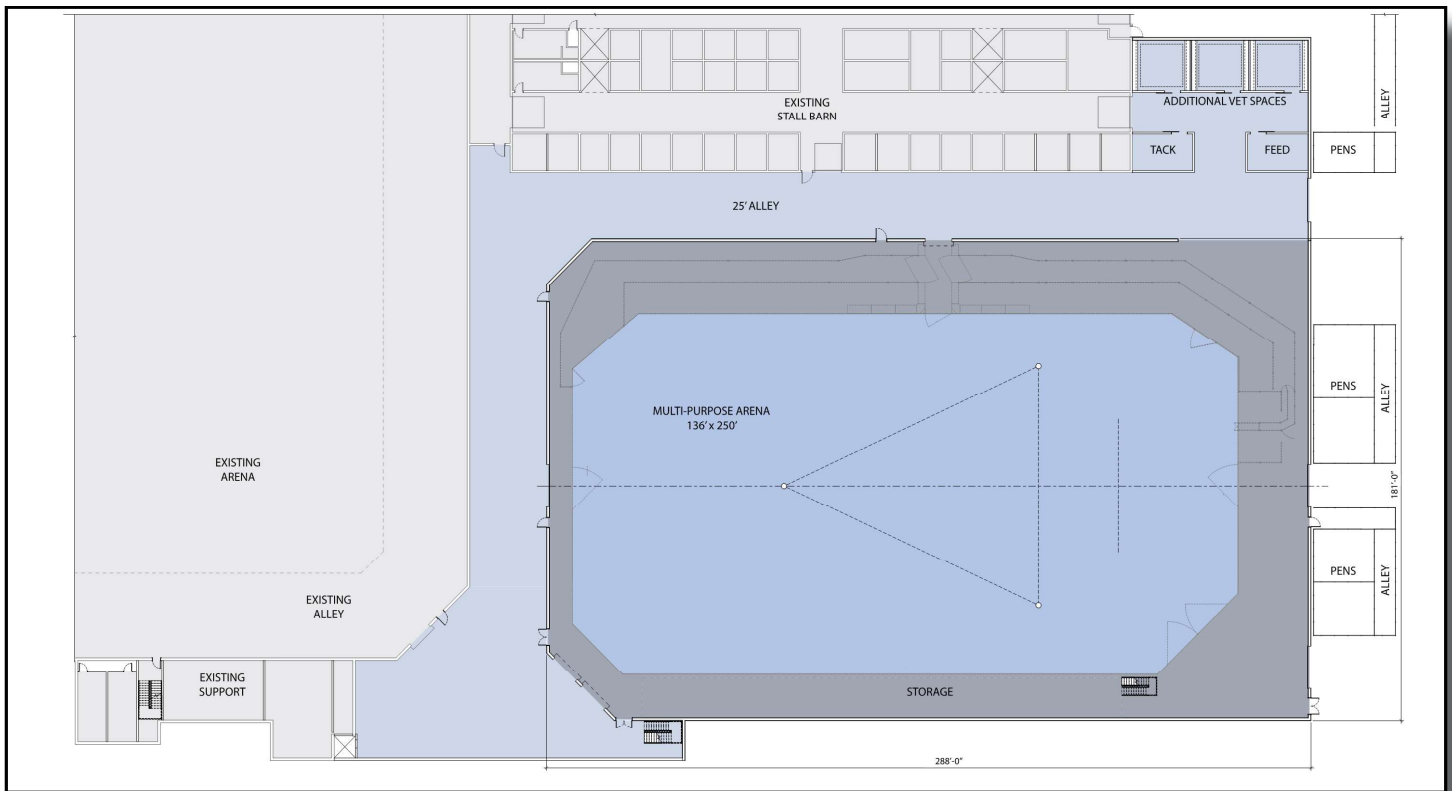 EXISTING
STALL BARN
ADDITIONAL VET SPACES
ALLEY
TACK
FEED
PENS
25' ALLEY
MULTI-PURPOSE ARENA
136' x 250'
PENS
ALLEY
EXISTING
ARENA
181'-0"
PENS
ALLEY
EXISTING
ALLEY
EXISTING
SUPPORT
STORAGE
288'-0"